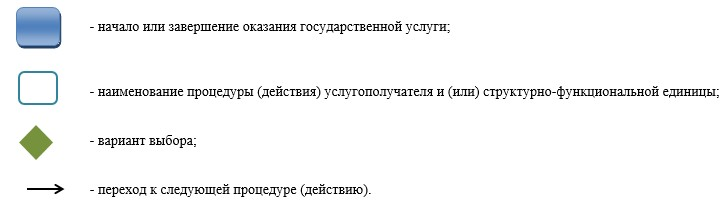 - начало или завершение оказания государственной услуги;
- наименование процедуры (действия) услугополучателя и (или) структурно-функциональной единицы;
- вариант выбора;
- переход к следующей процедуре (действию).